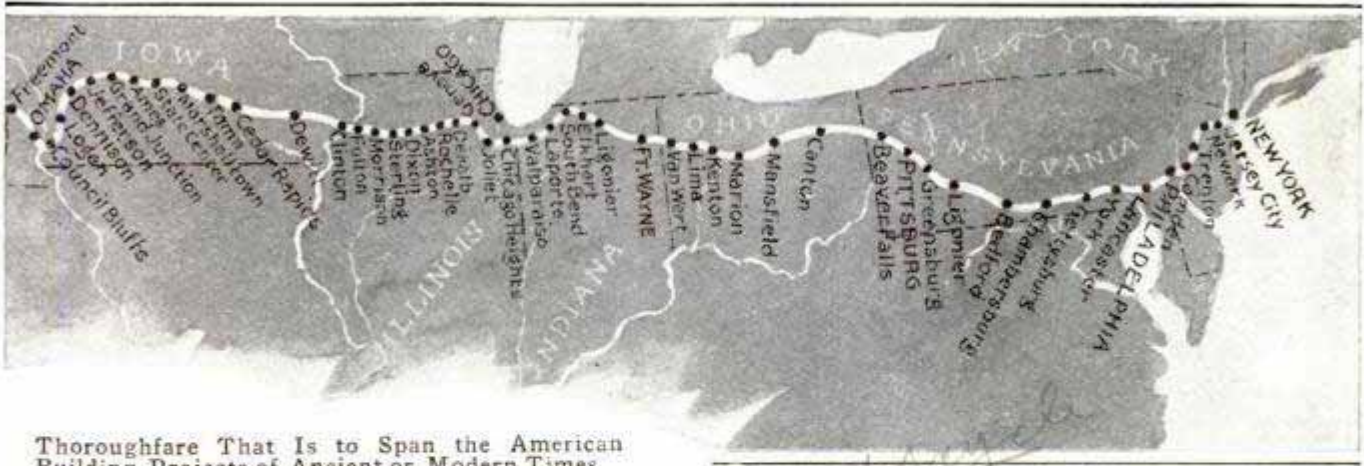 IOWA
NEW YORK
OHIO
PENNSYLVANIA
ILLINOIS
INDIANA
Freemont
OMAHA
Council Bluffs
Logan
Dennison
Jefferson
Grand Junction
Ames
State Center
Marshalltown
Tama
Cedar Rapids
Dewitt
Clinton
Fulton
Morrison
Sterling
Dixon
Ashton
Rochelle
Decalb
Geneva
CHICAGO
Joliet
Chicago Heights
Valparaiso
Laporte
South Bend
Elkhart
Ligonier
Ft. WAYNE
Van Wert
Lima
Kenton
Marion
Mansfield
Canton
Beaver Falls
PITTSBURG
Greensburg
Ligonier
Bedford
Chambersburg
Gettysburg
York
Lancaster
PHILADELPHIA
Camden
Trenton
Newark
Jersey City
NEW YORK
Thoroughfare That Is to Span the American
Building Projects of Ancient or Modern Times